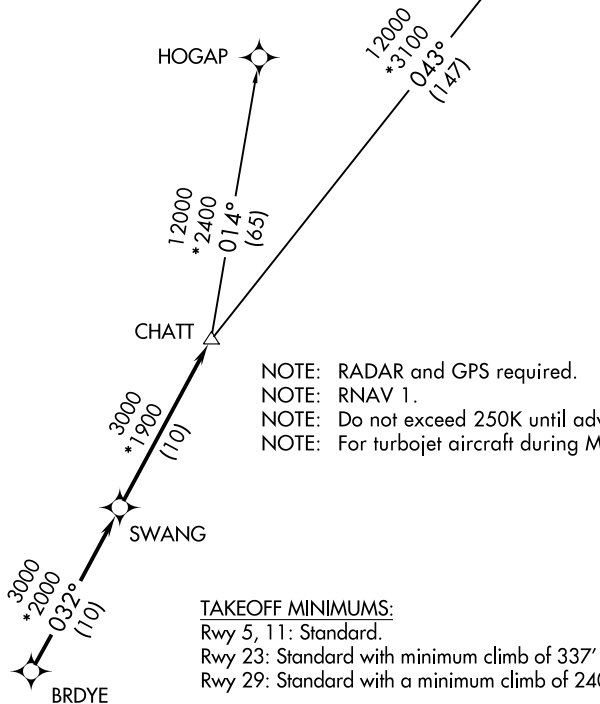 12000
*3100
043°
(147)
HOGAP
12000
*2400
014°
(65)
CHATT
NOTE: RADAR and GPS required.
NOTE: RNAV 1.
NOTE: Do not exceed 250K until adv
NOTE: For turbojet aircraft during M
3000
*1900
(10)
SWANG
3000
*2000
032°
(10)
BRDYE
TAKEOFF MINIMUMS:
Rwy 5, 11: Standard.
Rwy 23: Standard with minimum climb of 337'
Rwy 29: Standard with a minimum climb of 240